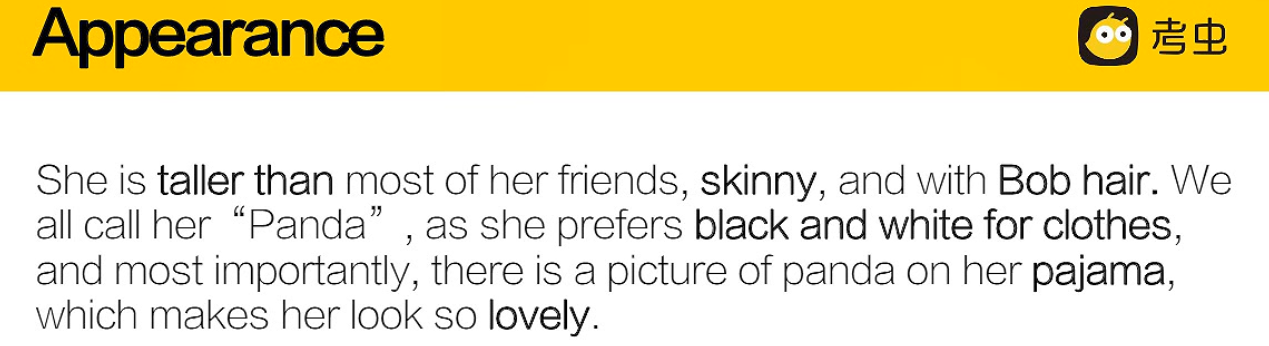 Appearance
考虫
She is taller than most of her friends, skinny, and with Bob hair. We
all call her “Panda”, as she prefers black and white for clothes,
and most importantly, there is a picture of panda on her pajama,
which makes her look so lovely.